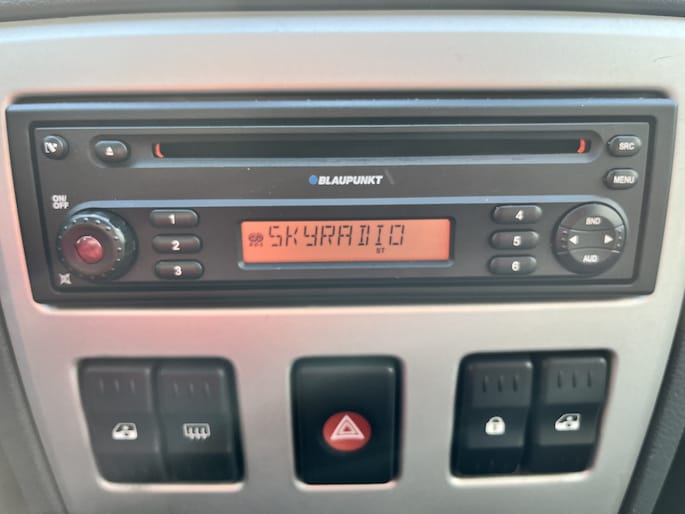 SRC
BLAUPUNKT
MENU
ON/
OFF
1
4
BND
2
SKYRADIO
5
ST
3
6
AUD